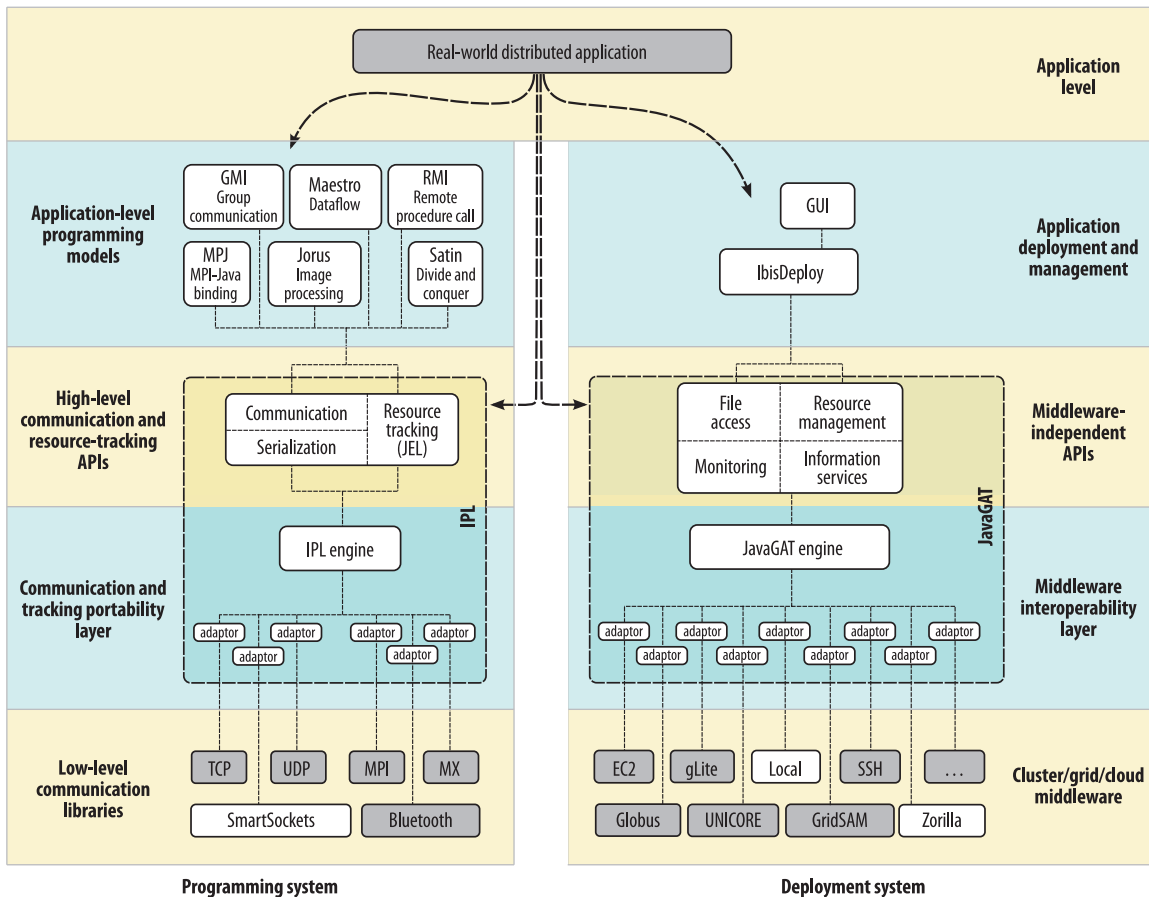 Real-world distributed application
Application
level
Application-level
programming
models
GMI
Group
communication
Maestro
Dataflow
RMI
Remote
procedure call
MPJ
MPI-Java
binding
Jorus
Image
processing
Satin
Divide and
conquer
GUI
IbisDeploy
Application
deployment and
management
High-level
communication and
resource-tracking
APIs
Communication
Serialization
Resource
tracking
(JEL)
IPL
File
access
Resource
management
Monitoring
Information
services
JavaGAT
Middleware-
independent
APIs
Communication and
tracking portability
layer
IPL engine
adaptor
adaptor
adaptor
adaptor
adaptor
adaptor
adaptor
JavaGAT engine
adaptor
adaptor
adaptor
adaptor
adaptor
adaptor
adaptor
adaptor
adaptor
Middleware
interoperability
layer
Low-level
communication
libraries
TCP
UDP
MPI
MX
SmartSockets
Bluetooth
EC2
gLite
Local
SSH
...
Globus
UNICORE
GridSAM
Zorilla
Cluster/grid/cloud
middleware
Programming system
Deployment system